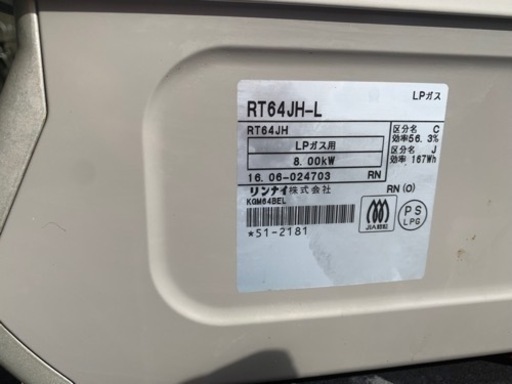 RT64JH-L
LPガス
RT64JH
LPガス用
8.00kW
16.06-024703 RN
区分名 C
効率56.3%
区分名 J
効率 167Wh
リンナイ株式会社
RN (O)
KGM64BEL
*51-2181
JIA認証
PS
LPG